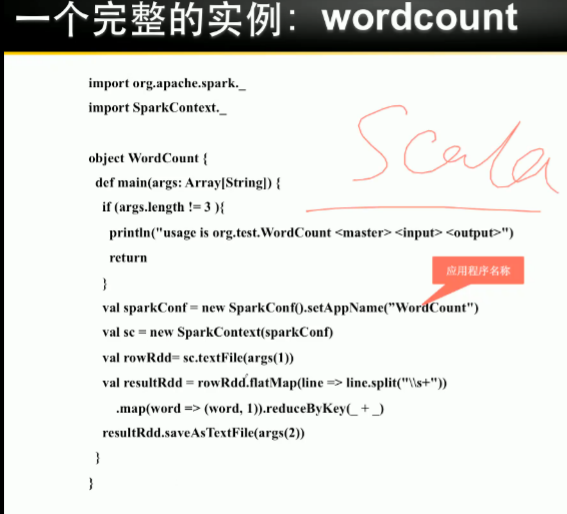 一个完整的实例：wordcount
import org.apache.spark._
import SparkContext._
Scala
object WordCount {
def main(args: Array[String]) {
if (args.length != 3 ){
println("usage is org.test.WordCount <master> <input> <output>")
return
}
应用程序名称
val sparkConf = new SparkConf().setAppName("WordCount")
val sc = new SparkContext(sparkConf)
val rowRdd= sc.textFile(args(1))
val resultRdd = rowRdd.flatMap(line => line.split("\\s+"))
.map(word => (word, 1)).reduceByKey(_ + _)
resultRdd.saveAsTextFile(args(2))
}
}